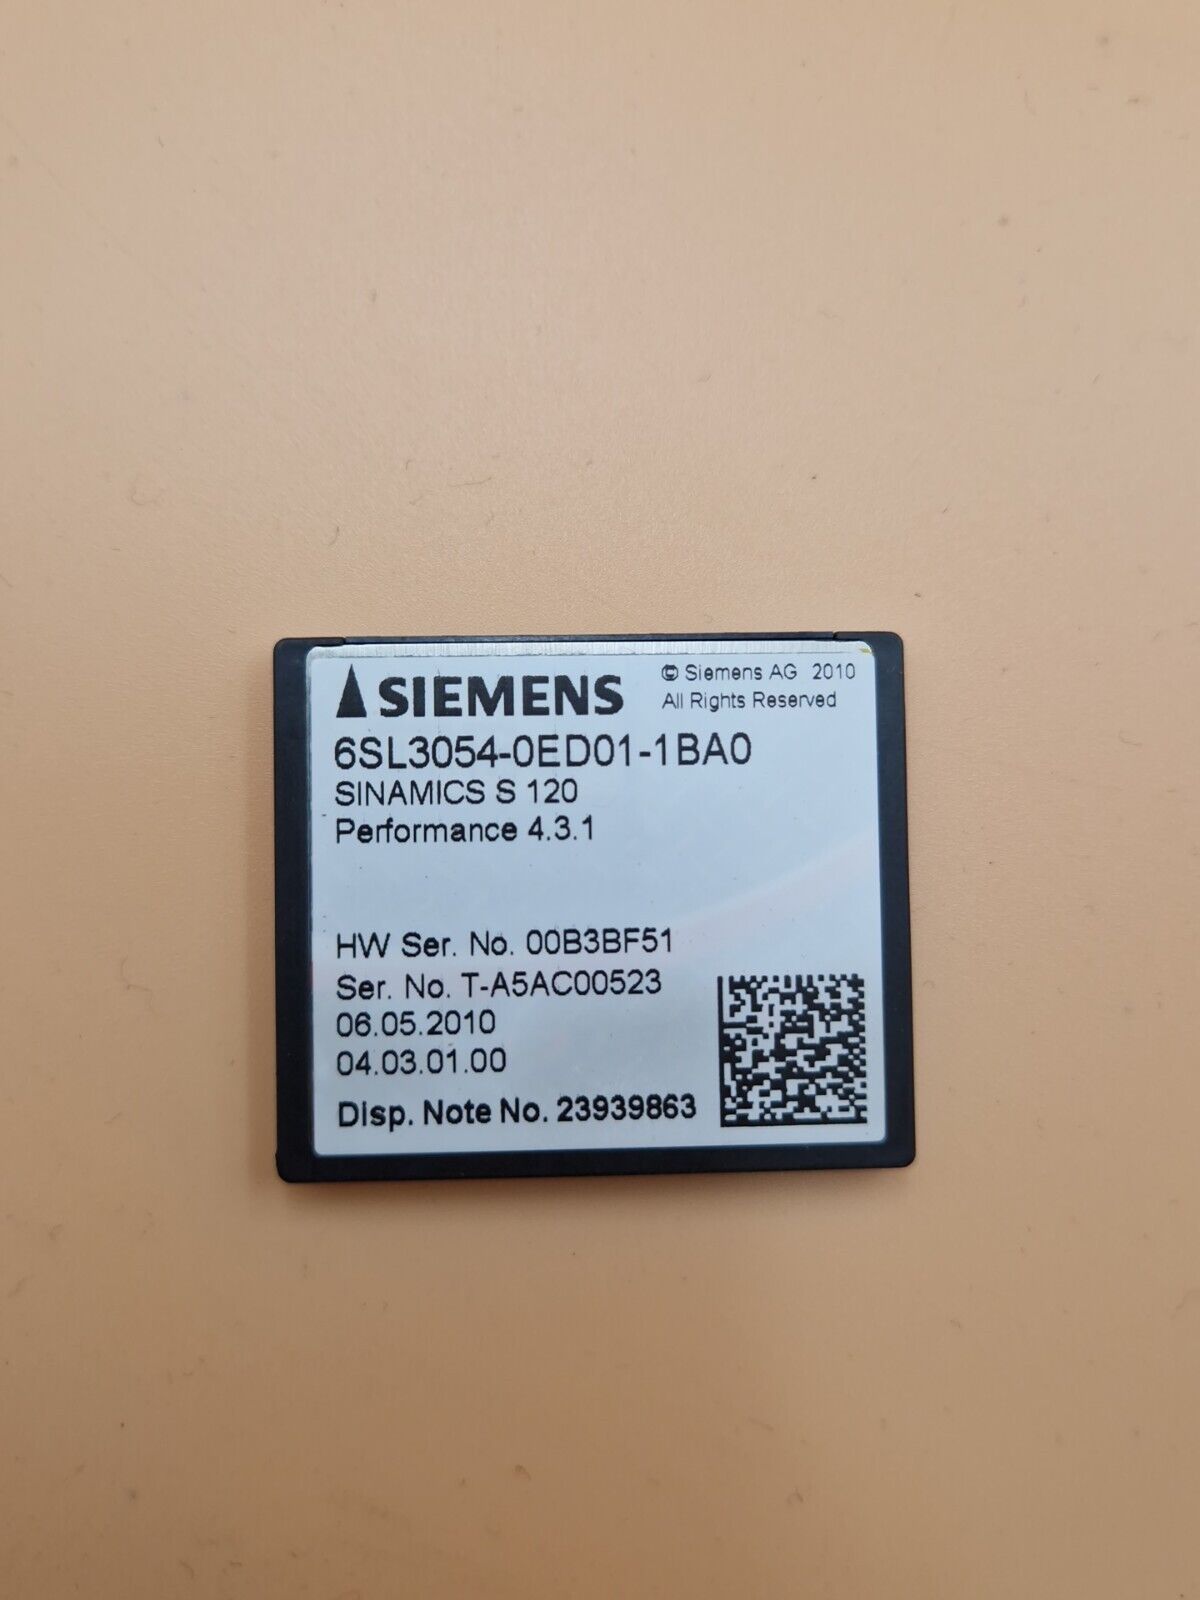 SIEMENS © Siemens AG 2010
All Rights Reserved
6SL3054-0ED01-1BA0
SINAMICS S 120
Performance 4.3.1
HW Ser. No. 00B3BF51
Ser. No. T-A5AC00523
06.05.2010
04.03.01.00
Disp. Note No. 23939863